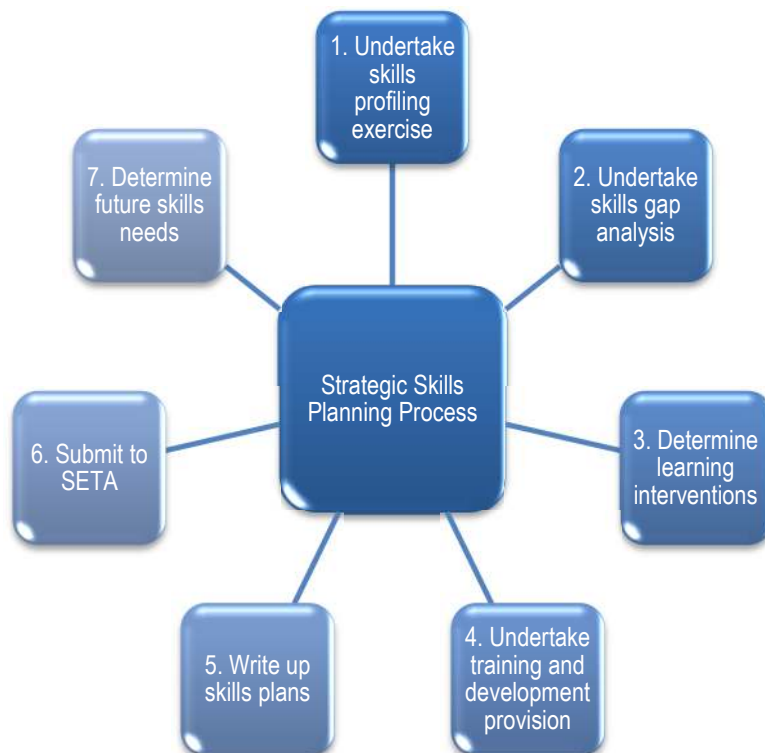 1. Undertake
skills
profiling
exercise
2. Undertake
skills gap
analysis
3. Determine
learning
interventions
4. Undertake
training and
development
provision
5. Write up
skills plans
6. Submit to
SETA
7. Determine
future skills
needs
Strategic Skills
Planning Process